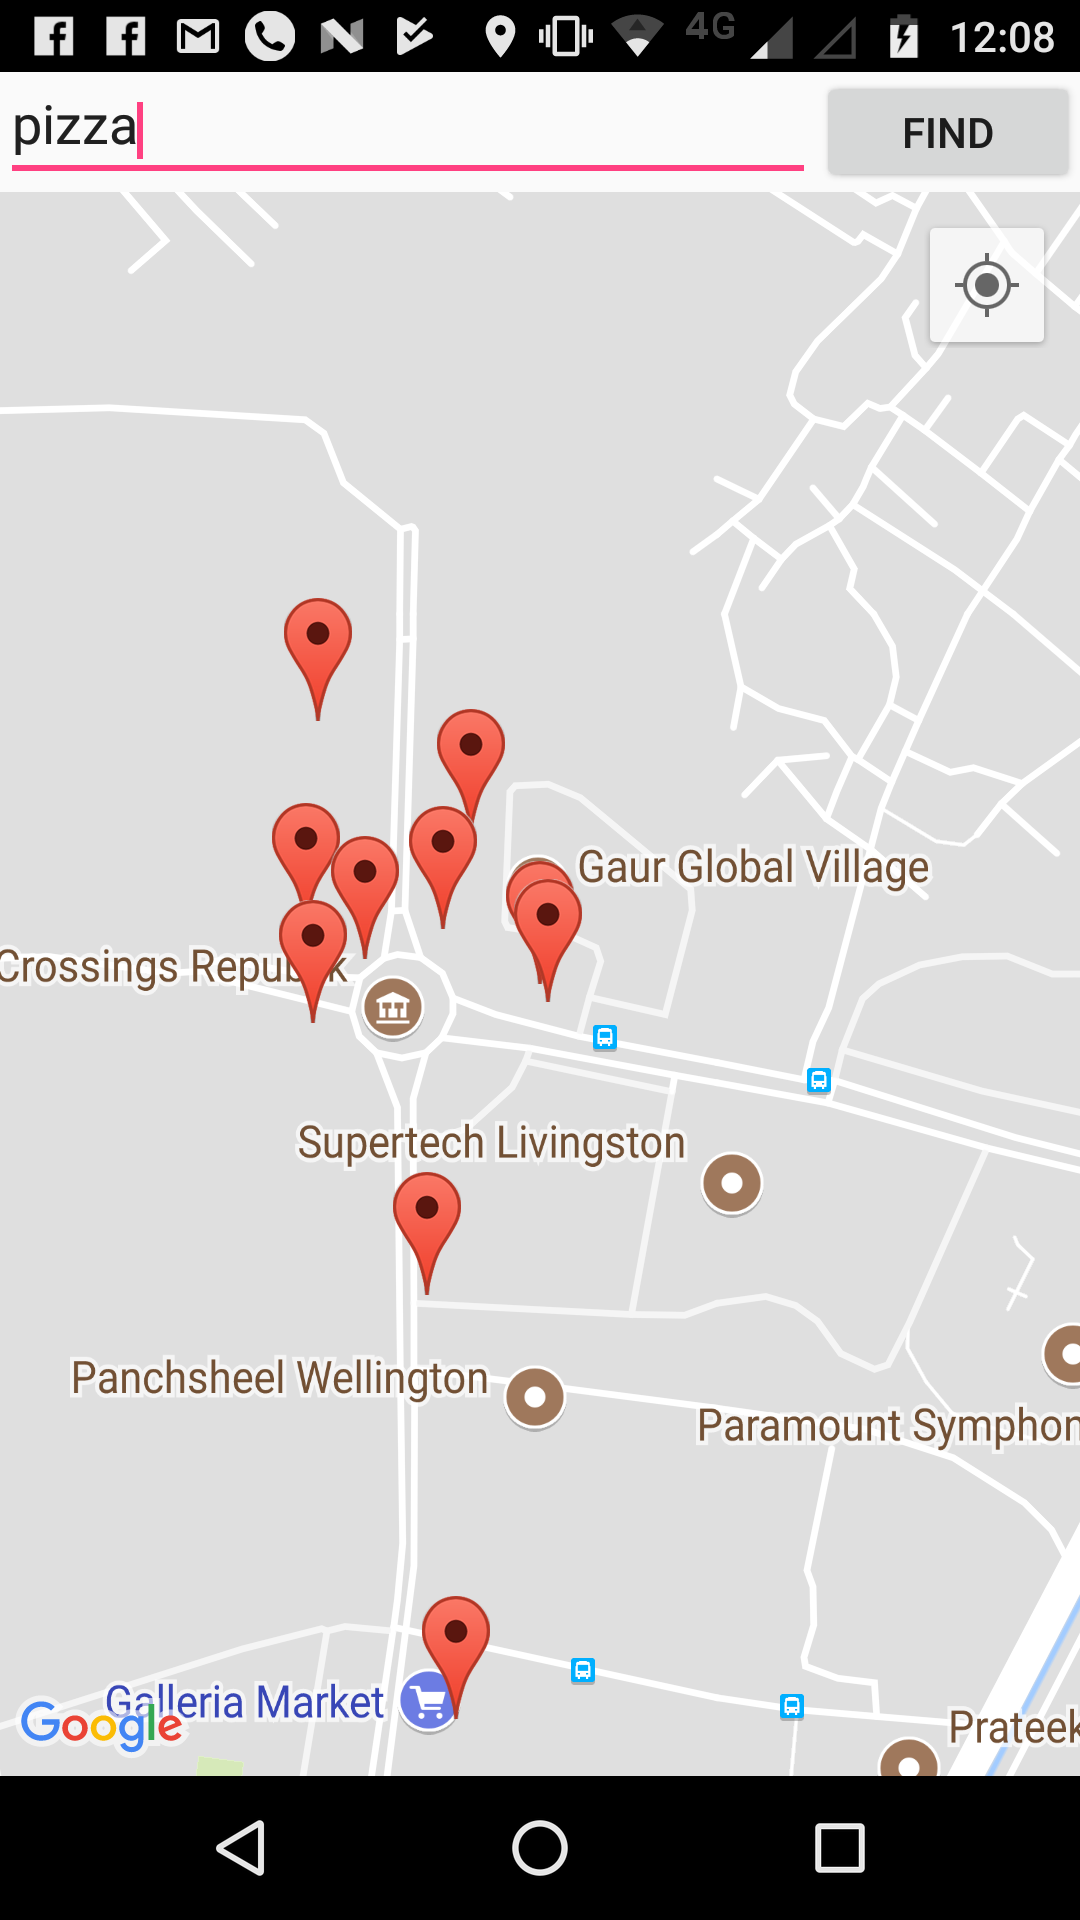 4G 12:08
pizza FIND
Gaur Global Village
Crossings
Supertech Livingston
Panchsheel Wellington
Paramount Symphon
Galleria Market
Google
Prateek